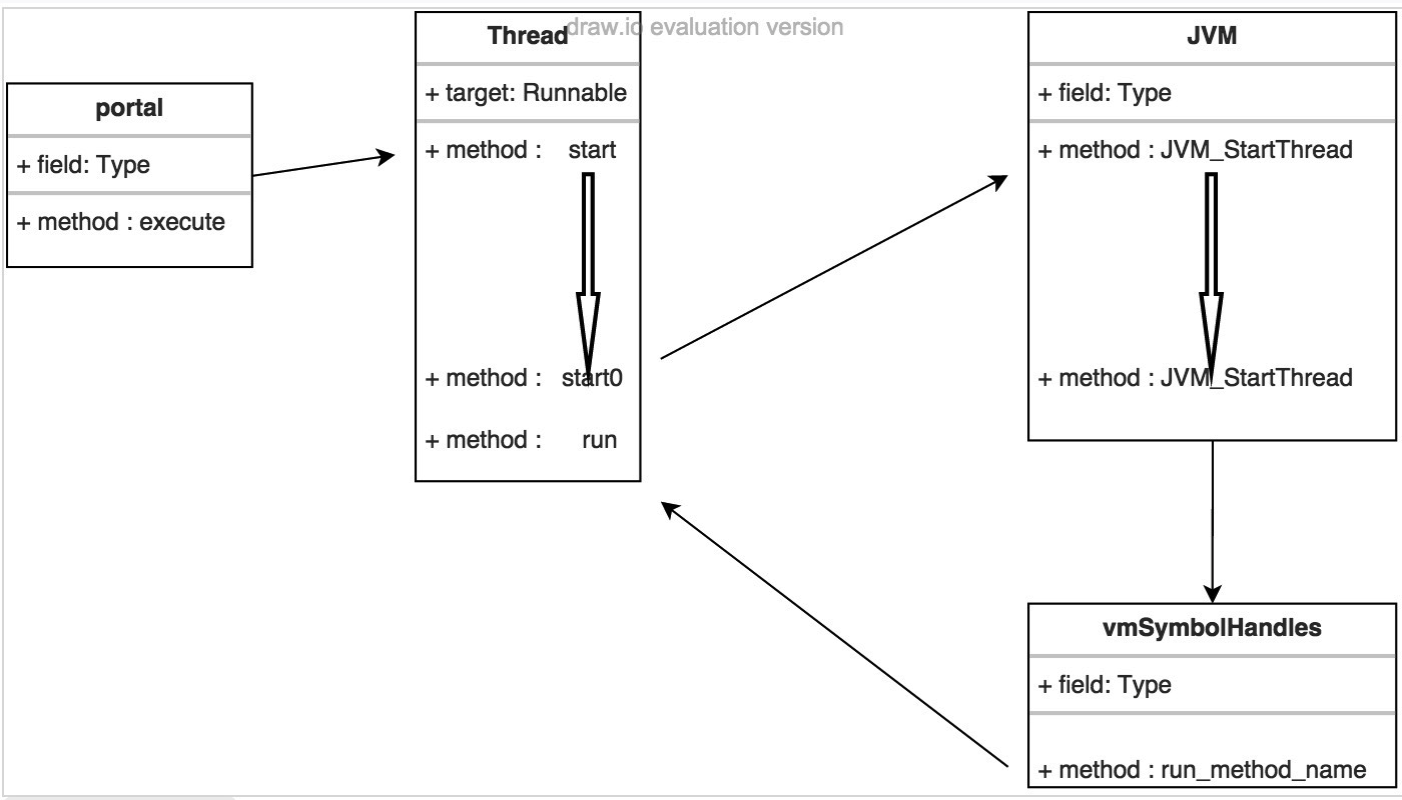 draw.io evaluation version
portal
+ field: Type
+ method : execute
Thread
+ target: Runnable
+ method : start
+ method : start0
+ method : run
JVM
+ field: Type
+ method : JVM_StartThread
+ method : JVM_StartThread
vmSymbolHandles
+ field: Type
+ method : run_method_name